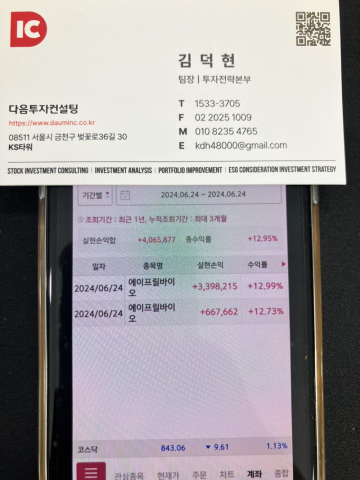 IC
김 덕 현
팀장 | 투자전략본부
다음투자컨설팅
https://www.dauminc.co.kr
08511 서울시 금천구 벚꽃로36길 30
KS타워
T 1533-3705
F 02 2025 1009
M 010 8235 4765
E kdh48000@gmail.com
STOCK INVESTMENT CONSULTING | INVESTMENT ANALYSIS | PORTFOLIO IMPROVEMENT | ESG CONSIDERATION INVESTMENT STRATEGY
기간별 2024.06.24 ~ 2024.06.24
조회기간 : 최근 1년, 누적조회기간 : 최대 3개월
실현손익합 +4,065,877 총수익률 +12.95%
일자 종목명 실현손익 수익률
2024/06/24 에이프릴바이오 +3,398,215 +12.99%
2024/06/24 에이프릴바이오 +667,662 +12.73%
코스닥 843.06 ▼ 9.61 1.13%
관심종목 현재가 주문 차트 계좌 종합